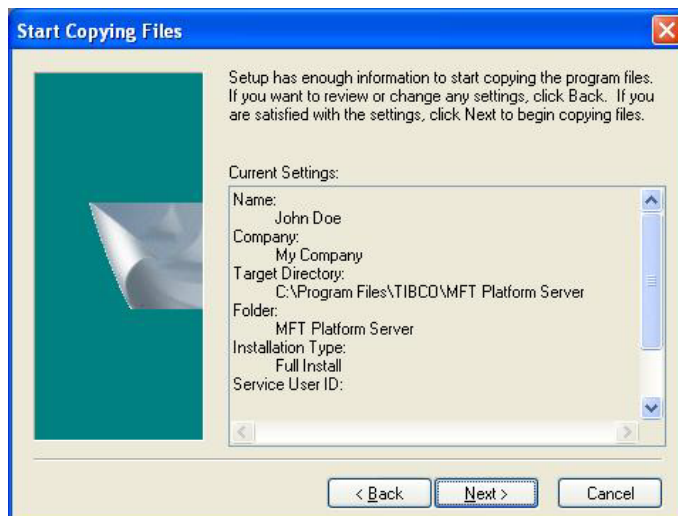 Start Copying Files
Setup has enough information to start copying the program files.
If you want to review or change any settings, click Back. If you
are satisfied with the settings, click Next to begin copying files.
Current Settings:
Name:
John Doe
Company:
My Company
Target Directory:
C:\Program Files\TIBCO\MFT Platform Server
Folder:
MFT Platform Server
Installation Type:
Full Install
Service User ID:
< Back
Next >
Cancel